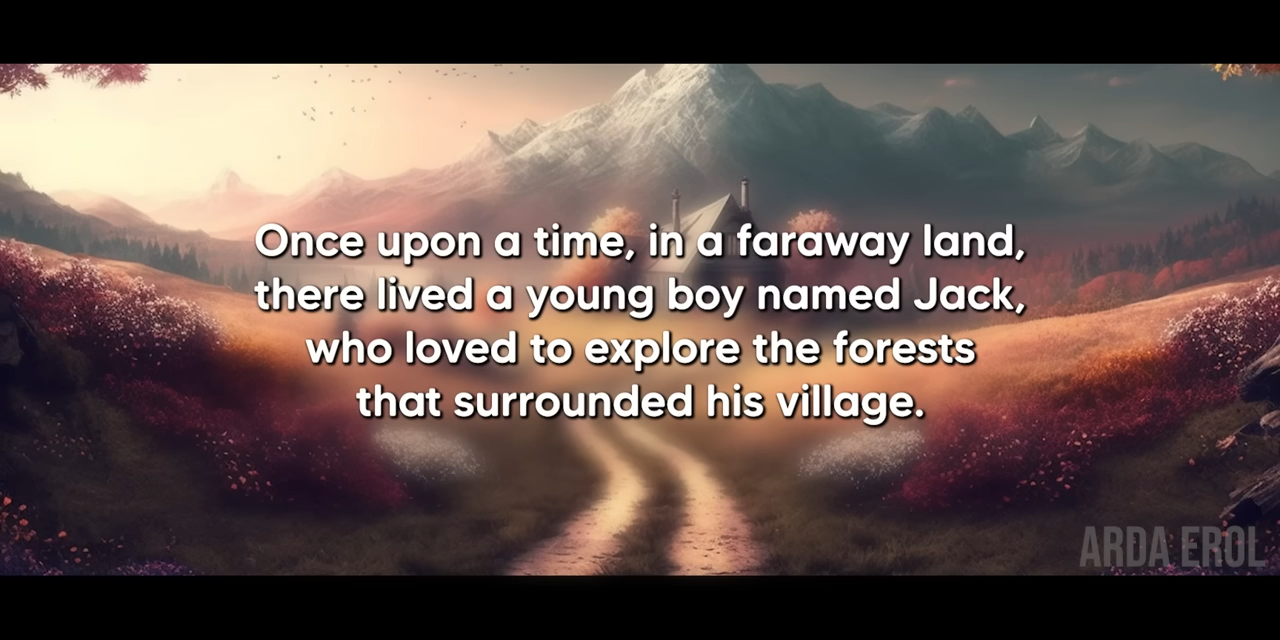 Once upon a time, in a faraway land,
there lived a young boy named Jack,
who loved to explore the forests
that surrounded his village.
ARDA EROL